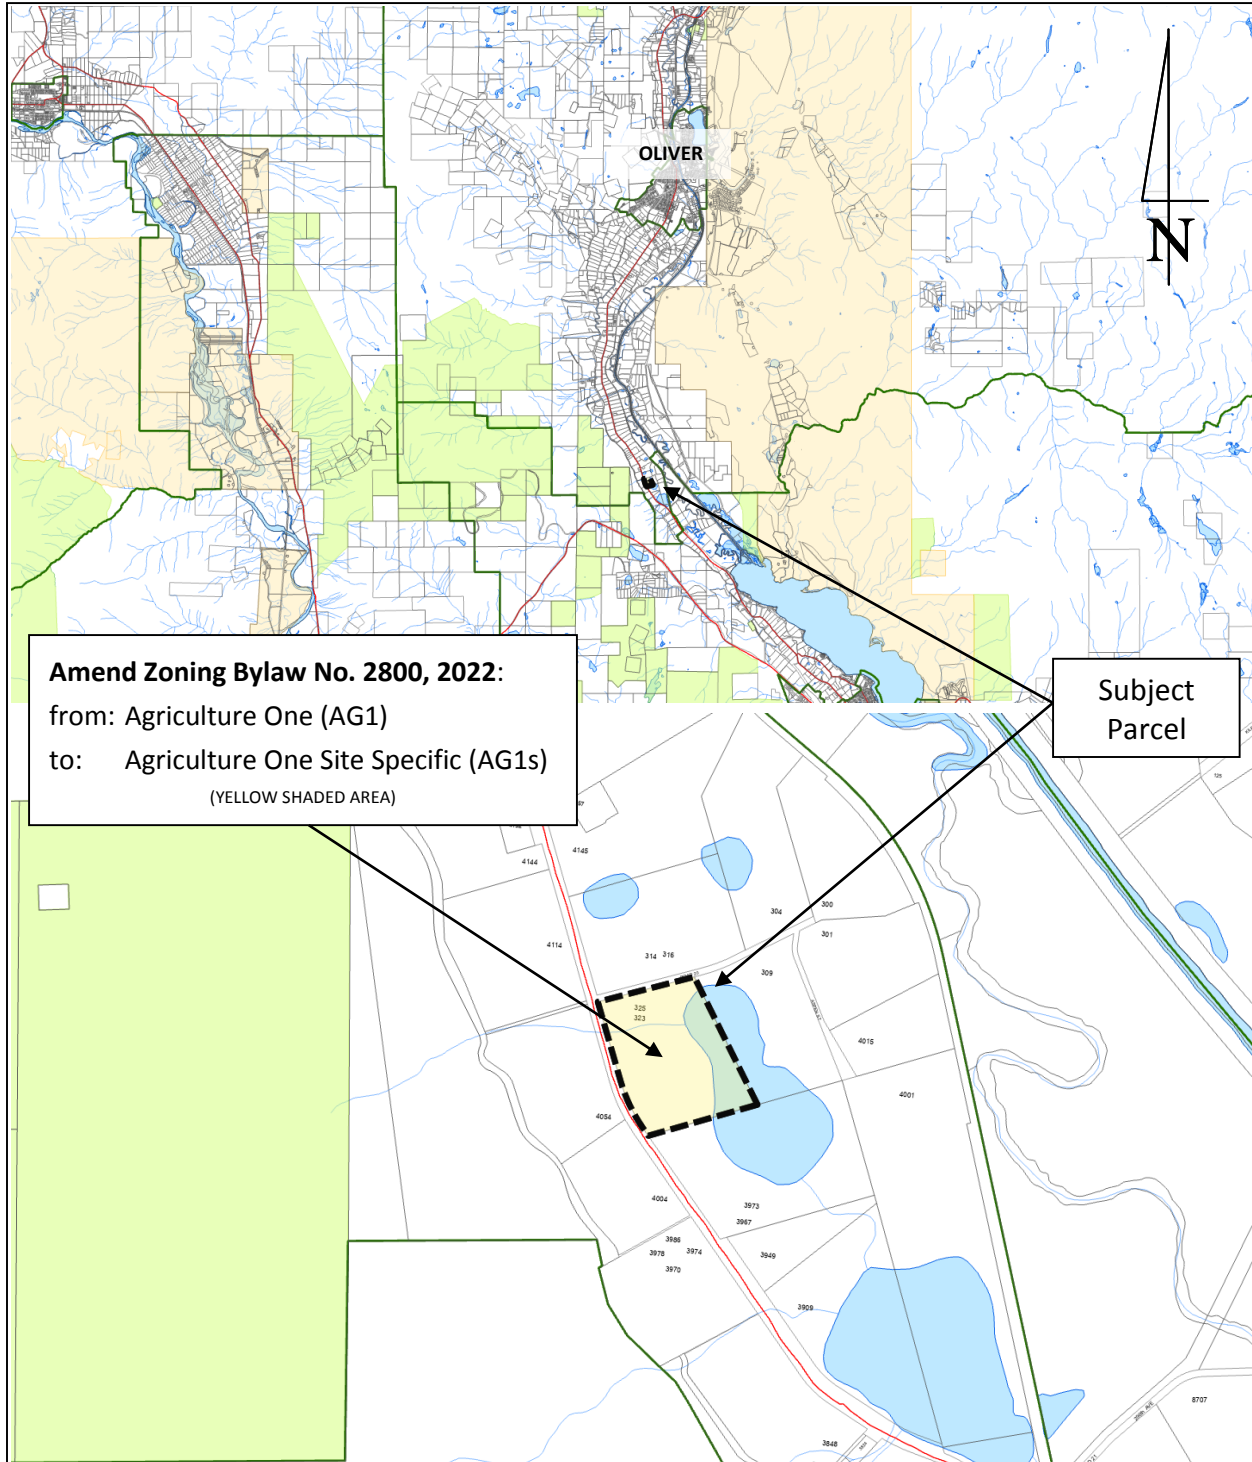 OLIVER
N
Amend Zoning Bylaw No. 2800, 2022:
from: Agriculture One (AG1)
to: Agriculture One Site Specific (AG1s)
(YELLOW SHADED AREA)
Subject
Parcel
4144
4145
304
300
301
4114
314 316
309
325
323
4015
4001
4054
4004
3973
3967
3986
3978 3974
3970
3949
3909
8707
3848